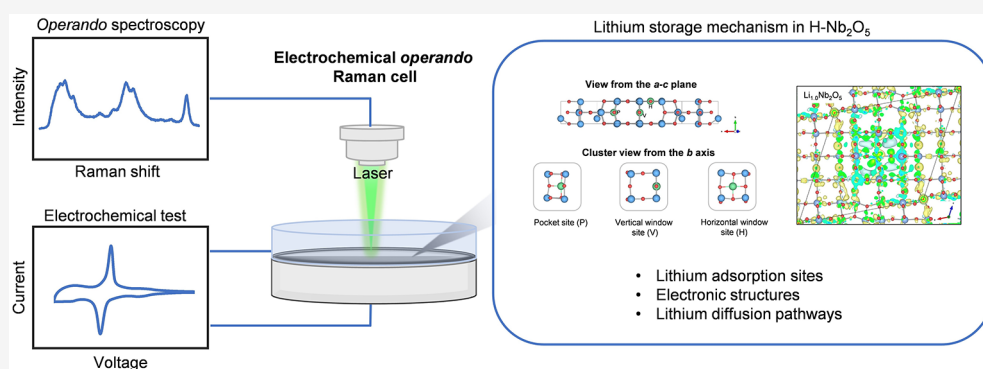 Operando spectroscopy
Intensity
Raman shift
Electrochemical test
Current
Voltage
Electrochemical operando
Raman cell
Laser
Lithium storage mechanism in H-Nb₂O₅
View from the a-c plane
H
P
V
Cluster view from the b axis
P
V
H
Pocket site (P)
Vertical window
site (V)
Horizontal window
site (H)
Li₁.₀Nb₂O₅
• Lithium adsorption sites
• Electronic structures
• Lithium diffusion pathways